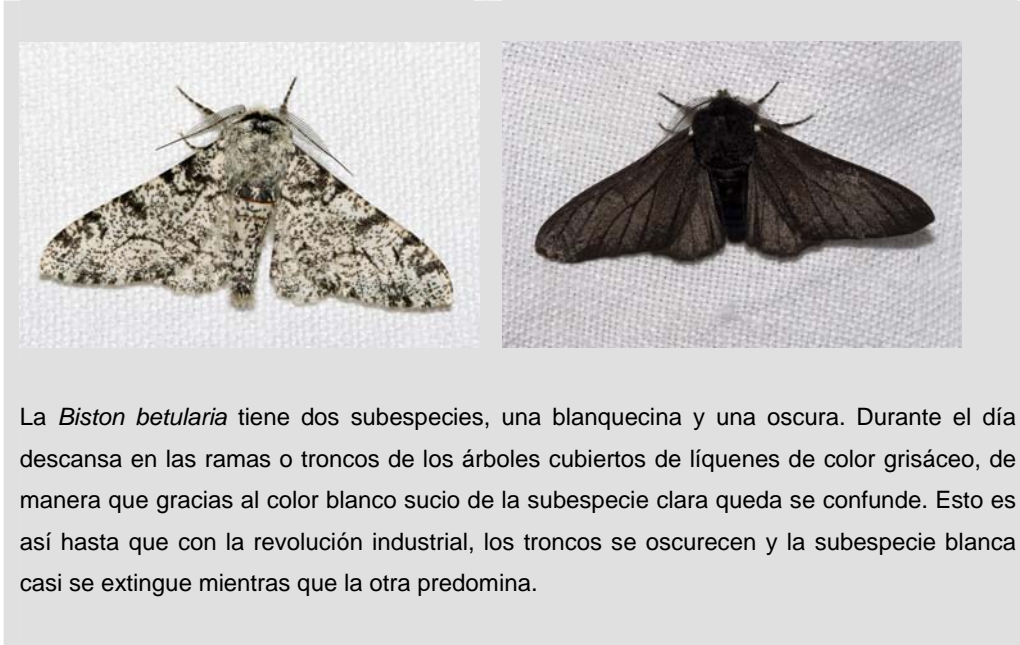 La Biston betularia tiene dos subespecies, una blanquecina y una oscura. Durante el día
descansa en las ramas o troncos de los árboles cubiertos de líquenes de color grisáceo, de
manera que gracias al color blanco sucio de la subespecie clara queda se confunde. Esto es
así hasta que con la revolución industrial, los troncos se oscurecen y la subespecie blanca
casi se extingue mientras que la otra predomina.